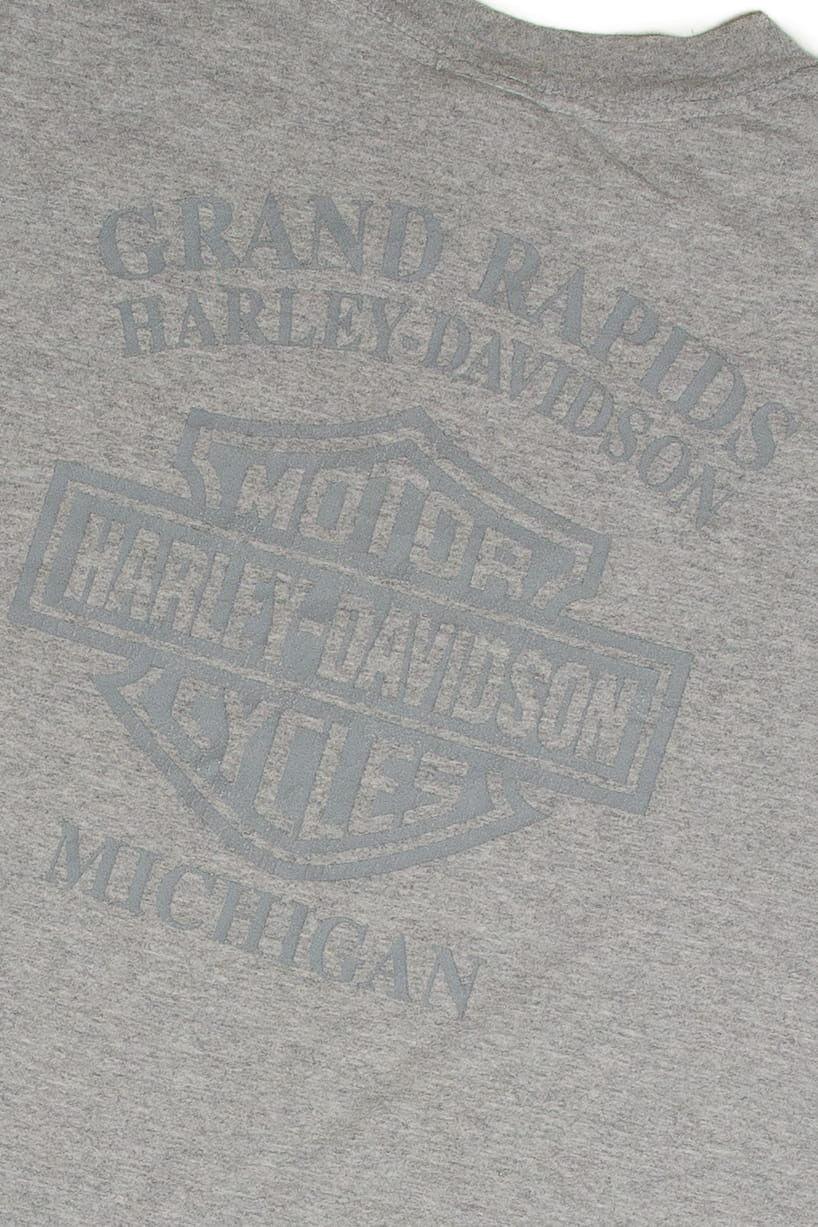 GRAND RAPIDS
HARLEY-DAVIDSON
MOTOR
HARLEY-DAVIDSON
CYCLES
MICHIGAN